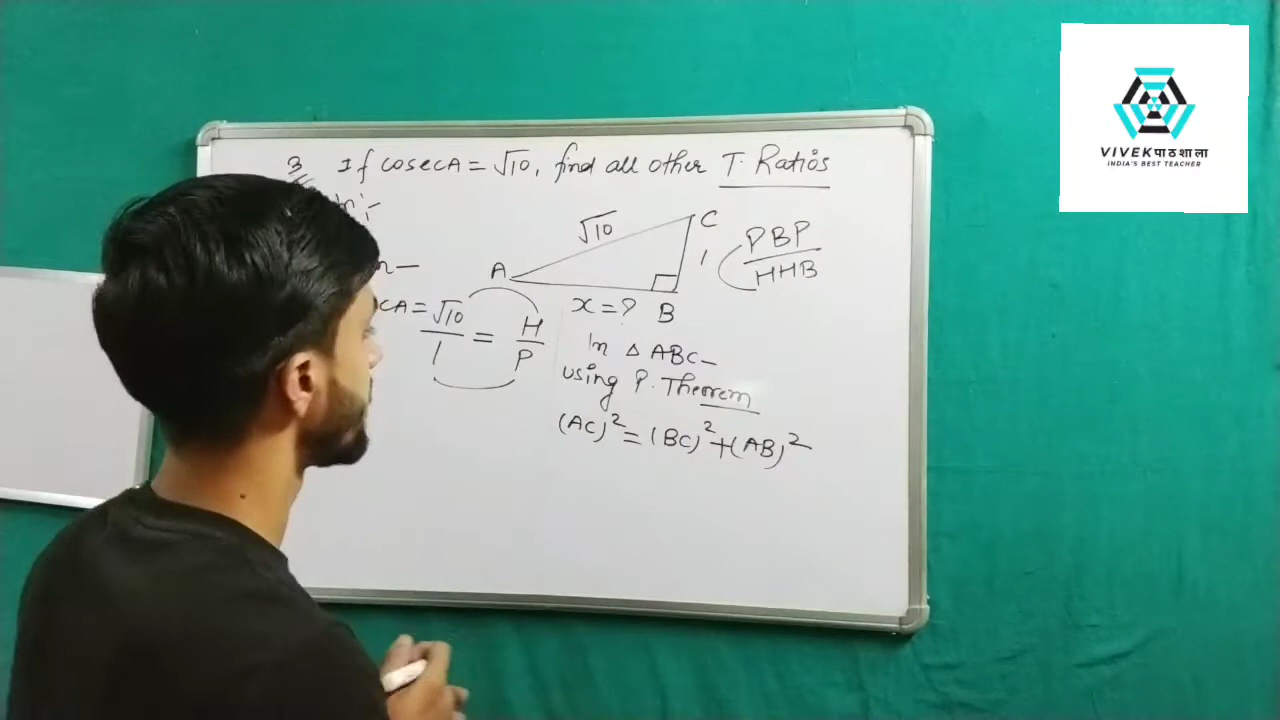 3 If cosecA = √10, find all other T. Ratios
n:-
n—
cA = √10/1 = H/P
A
√10
C
1
B
x = ?
PBP
HHB
In △ ABC—
using P. Theorem
(AC)² = (BC)² + (AB)²
VIVEKपाठशाला
INDIA'S BEST TEACHER